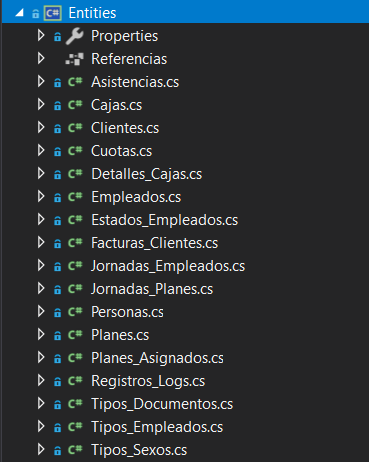 C# Entities
Properties
Referencias
C# Asistencias.cs
C# Cajas.cs
C# Clientes.cs
C# Cuotas.cs
C# Detalles_Cajas.cs
C# Empleados.cs
C# Estados_Empleados.cs
C# Facturas_Clientes.cs
C# Jornadas_Empleados.cs
C# Jornadas_Planes.cs
C# Personas.cs
C# Planes.cs
C# Planes_Asignados.cs
C# Registros_Logs.cs
C# Tipos_Documentos.cs
C# Tipos_Empleados.cs
C# Tipos_Sexos.cs